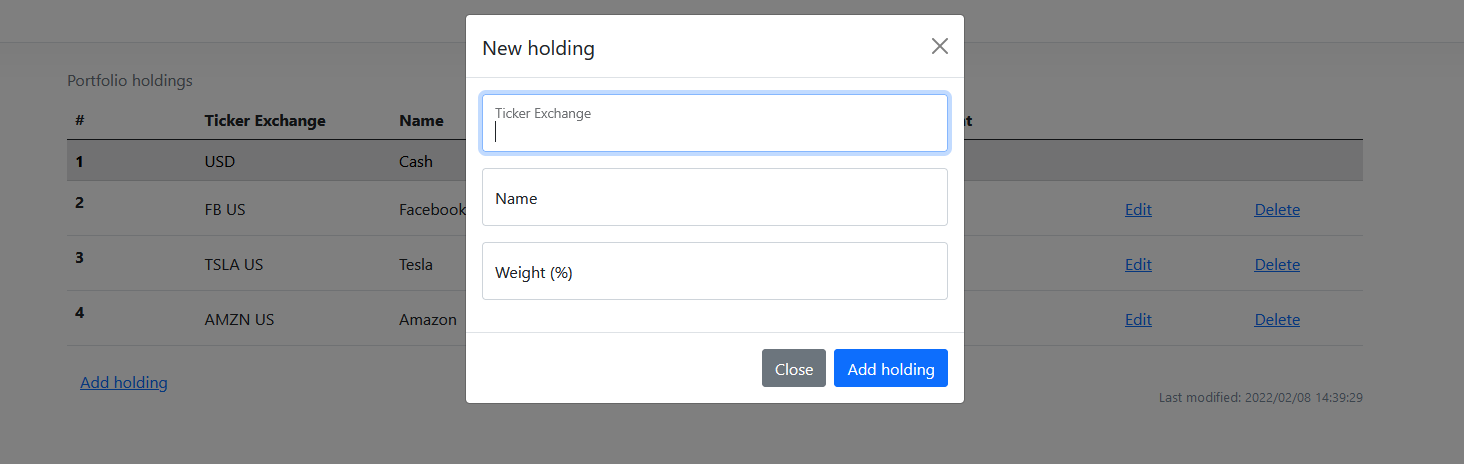 New holding
Portfolio holdings
# Ticker Exchange Name
Ticker Exchange
1 USD Cash
Name
2 FB US Facebook Edit Delete
3 TSLA US Tesla Edit Delete
Weight (%)
4 AMZN US Amazon Edit Delete
Close Add holding
Add holding
Last modified: 2022/02/08 14:39:29